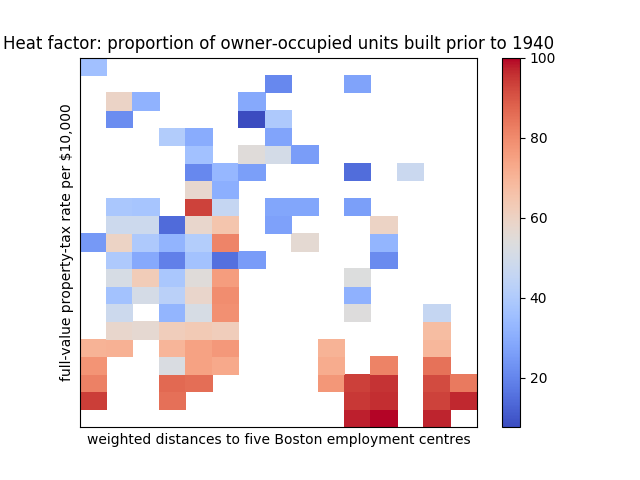 Heat factor: proportion of owner-occupied units built prior to 1940
full-value property-tax rate per $10,000
weighted distances to five Boston employment centres
100
80
60
40
20